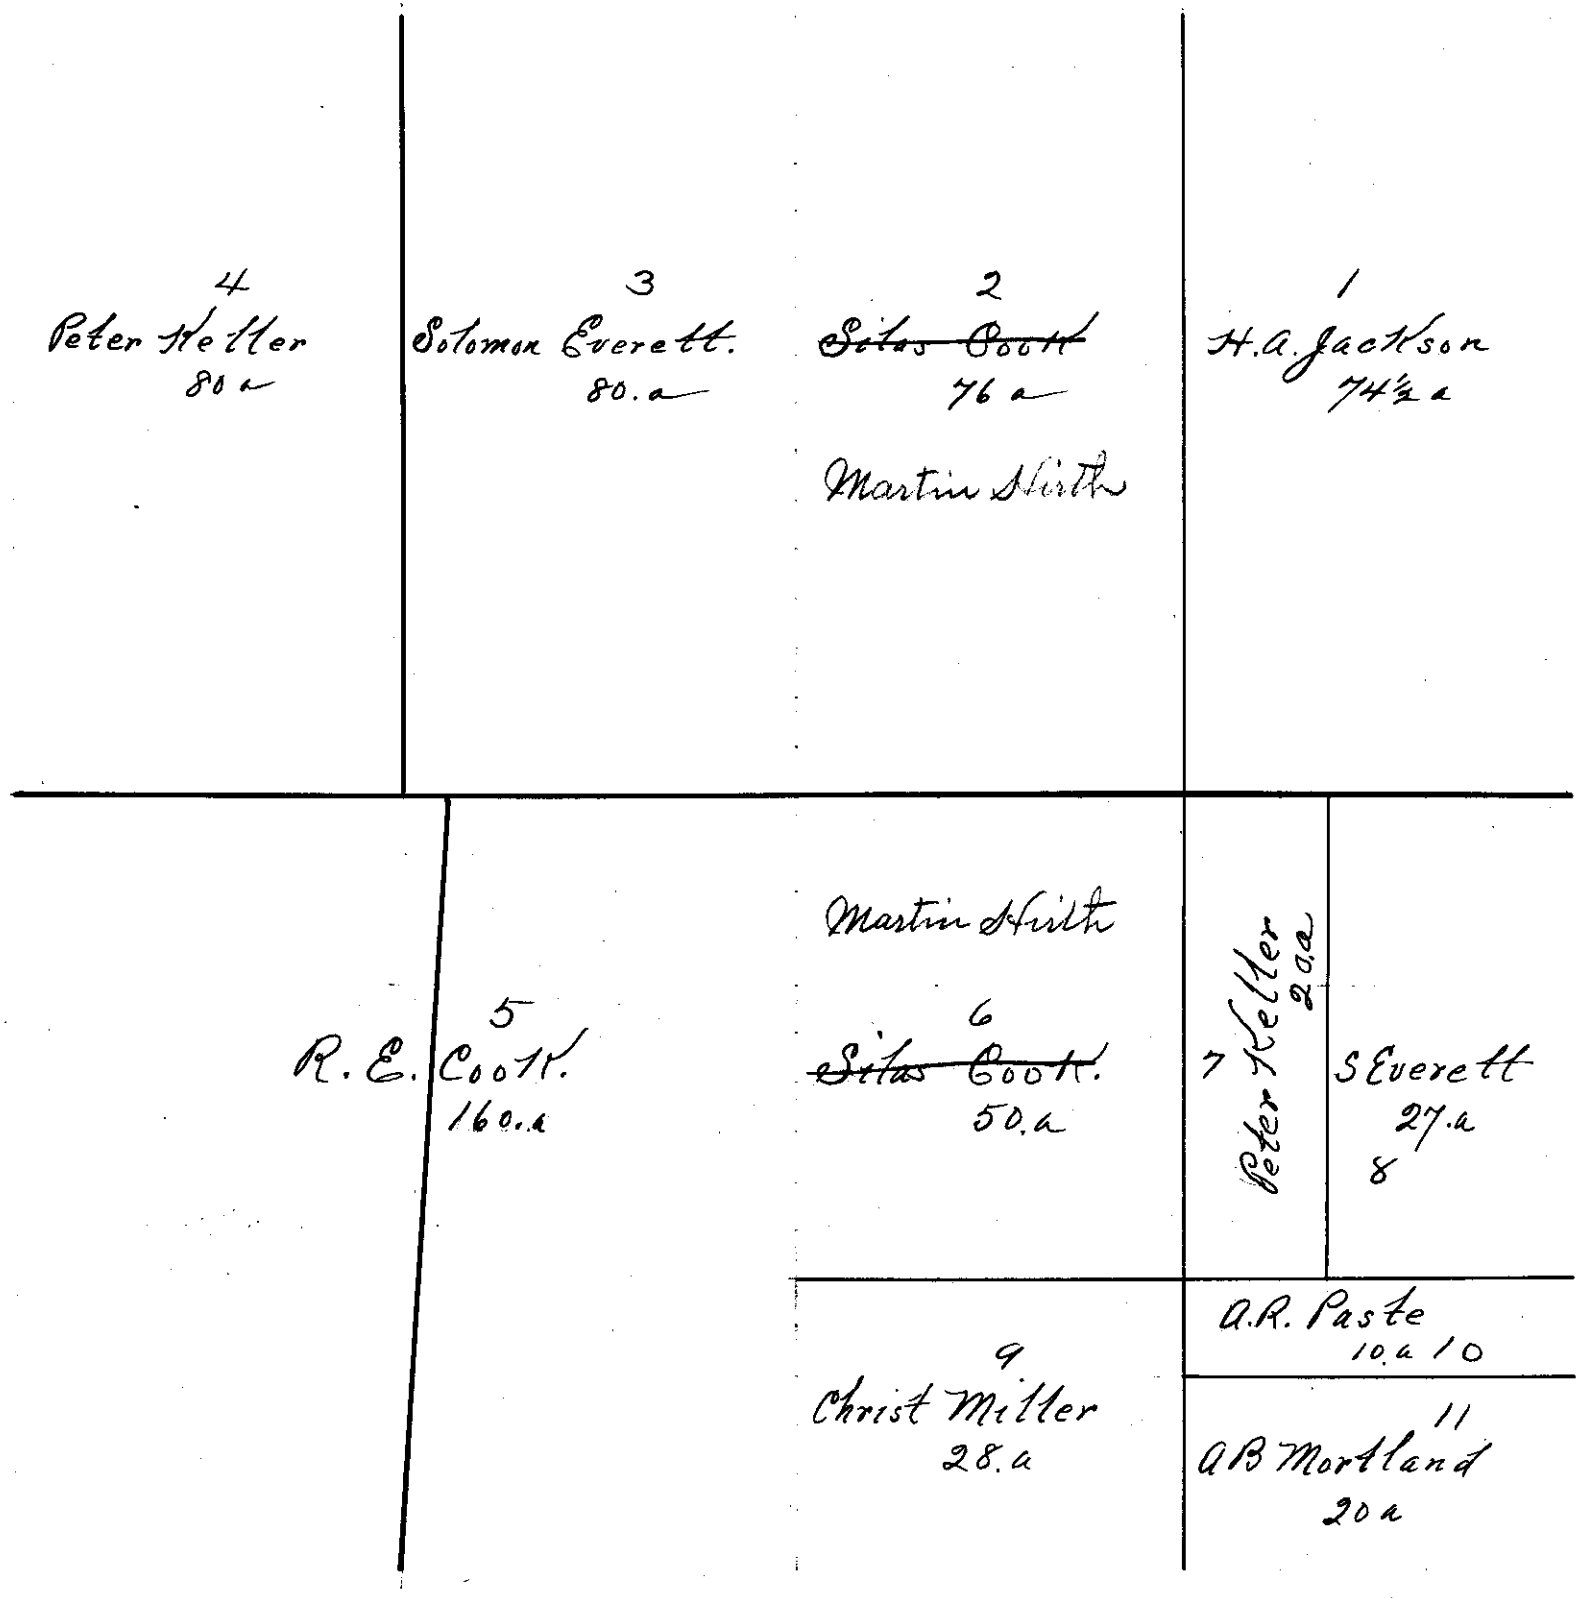 4
Peter Keller
80 a
3
Solomon Everett.
80. a
2
Silas Cook
76 a
Martin Hirth
1
H. A. Jackson
74 1/2 a
5
R. E. Cook.
160. a
Martin Hirth
6
Silas Cook.
50. a
7
Peter Keller
20. a
S Everett
27. a
8
9
Christ Miller
28. a
A. R. Paste
10. a 10
11
A B Mortland
20 a